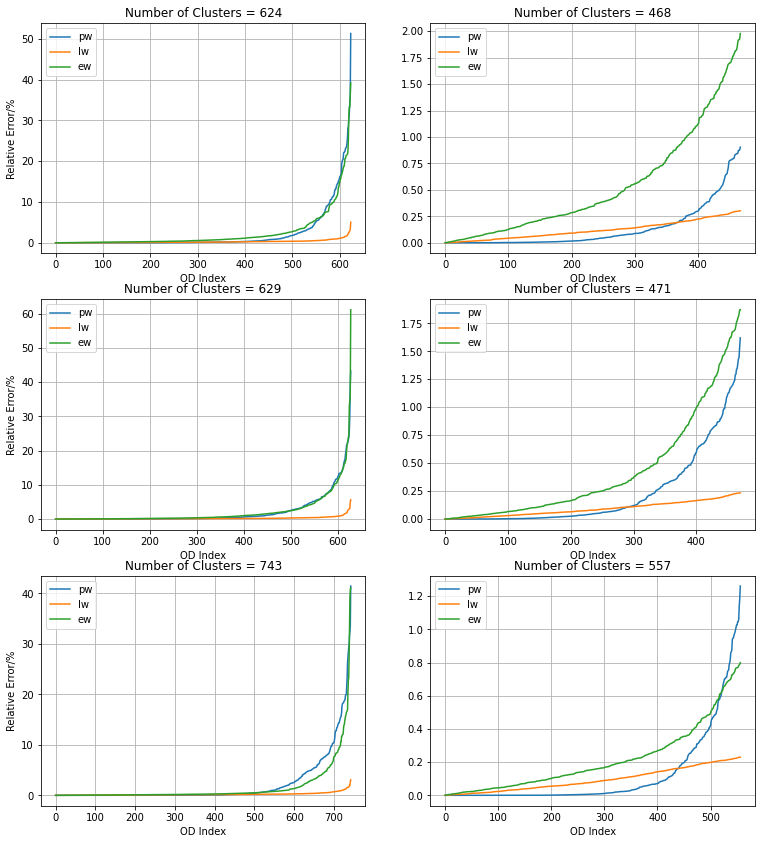 Number of Clusters = 624
pw
lw
ew
Relative Error/%
50
40
30
20
10
0
0 100 200 300 400 500 600
OD Index
Number of Clusters = 468
pw
lw
ew
2.00
1.75
1.50
1.25
1.00
0.75
0.50
0.25
0.00
0 100 200 300 400
OD Index
Number of Clusters = 629
pw
lw
ew
Relative Error/%
60
50
40
30
20
10
0
0 100 200 300 400 500 600
OD Index
Number of Clusters = 471
pw
lw
ew
1.75
1.50
1.25
1.00
0.75
0.50
0.25
0.00
0 100 200 300 400
OD Index
Number of Clusters = 743
pw
lw
ew
Relative Error/%
40
30
20
10
0
0 100 200 300 400 500 600 700
OD Index
Number of Clusters = 557
pw
lw
ew
1.2
1.0
0.8
0.6
0.4
0.2
0.0
0 100 200 300 400 500
OD Index